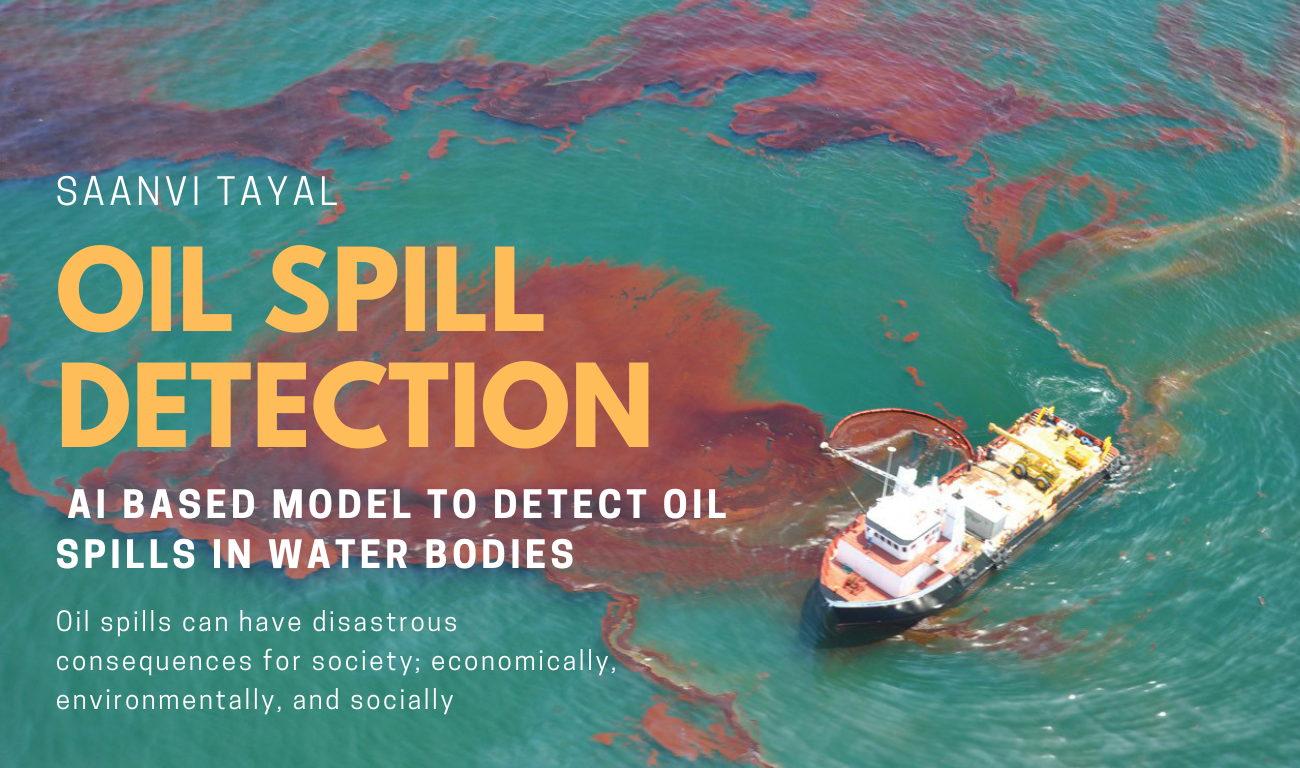 SAANVI TAYAL
OIL SPILL
DETECTION
AI BASED MODEL TO DETECT OIL
SPILLS IN WATER BODIES
Oil spills can have disastrous
consequences for society; economically,
environmentally, and socially